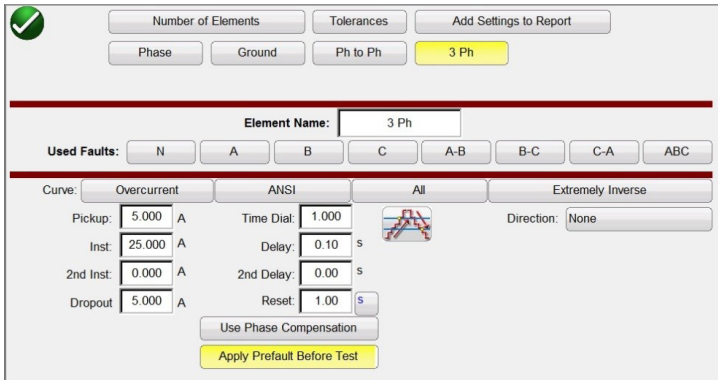 Number of Elements Tolerances Add Settings to Report
Phase Ground Ph to Ph 3 Ph
Element Name: 3 Ph
Used Faults: N A B C A-B B-C C-A ABC
Curve: Overcurrent ANSI All Extremely Inverse
Pickup: 5.000 A Time Dial: 1.000 Direction: None
Inst: 25.000 A Delay: 0.10 s
2nd Inst: 0.000 A 2nd Delay: 0.00 s
Dropout 5.000 A Reset: 1.00 s
Use Phase Compensation
Apply Prefault Before Test